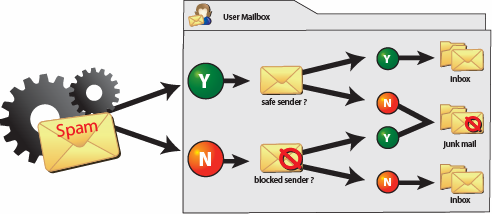 User Mailbox
Spam
Y
safe sender ?
Y
Inbox
N
Junk mail
Y
N
blocked sender ?
N
Inbox